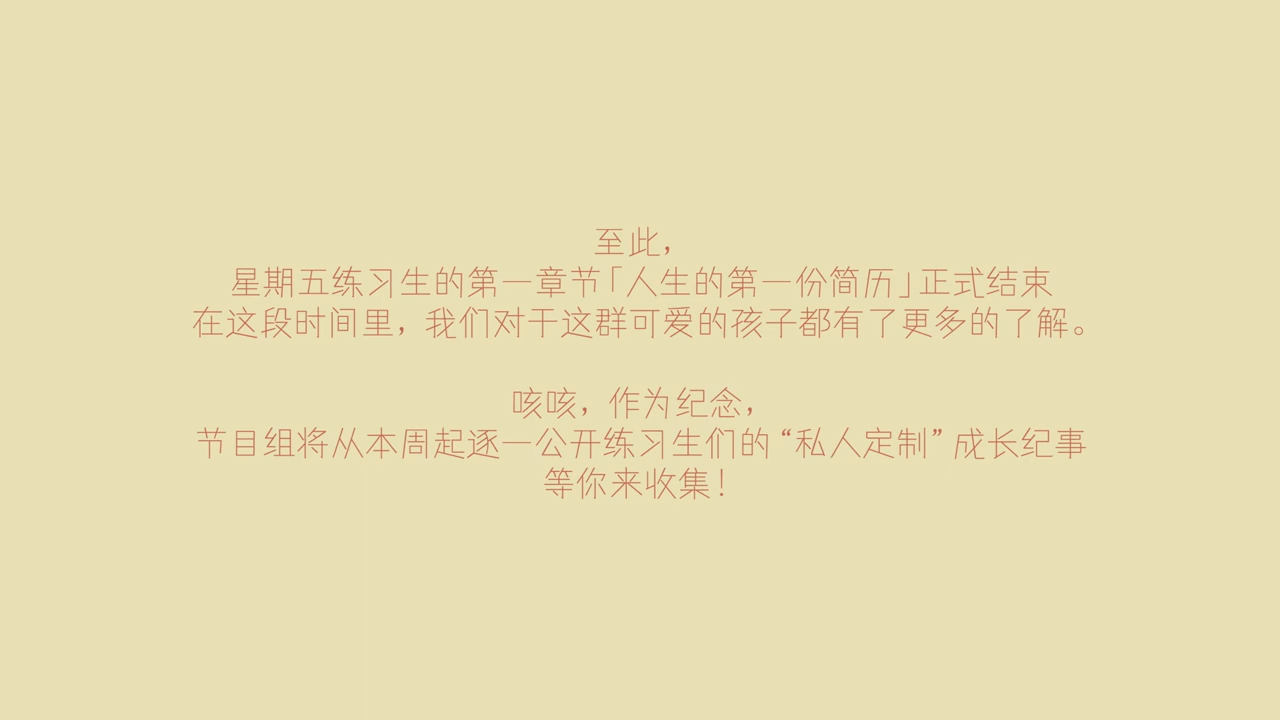 至此，
星期五练习生的第一章节「人生的第一份简历」正式结束
在这段时间里，我们对于这群可爱的孩子都有了更多的了解。
咳咳，作为纪念，
节目组将从本周起逐一公开练习生们的“私人定制”成长纪事
等你来收集！